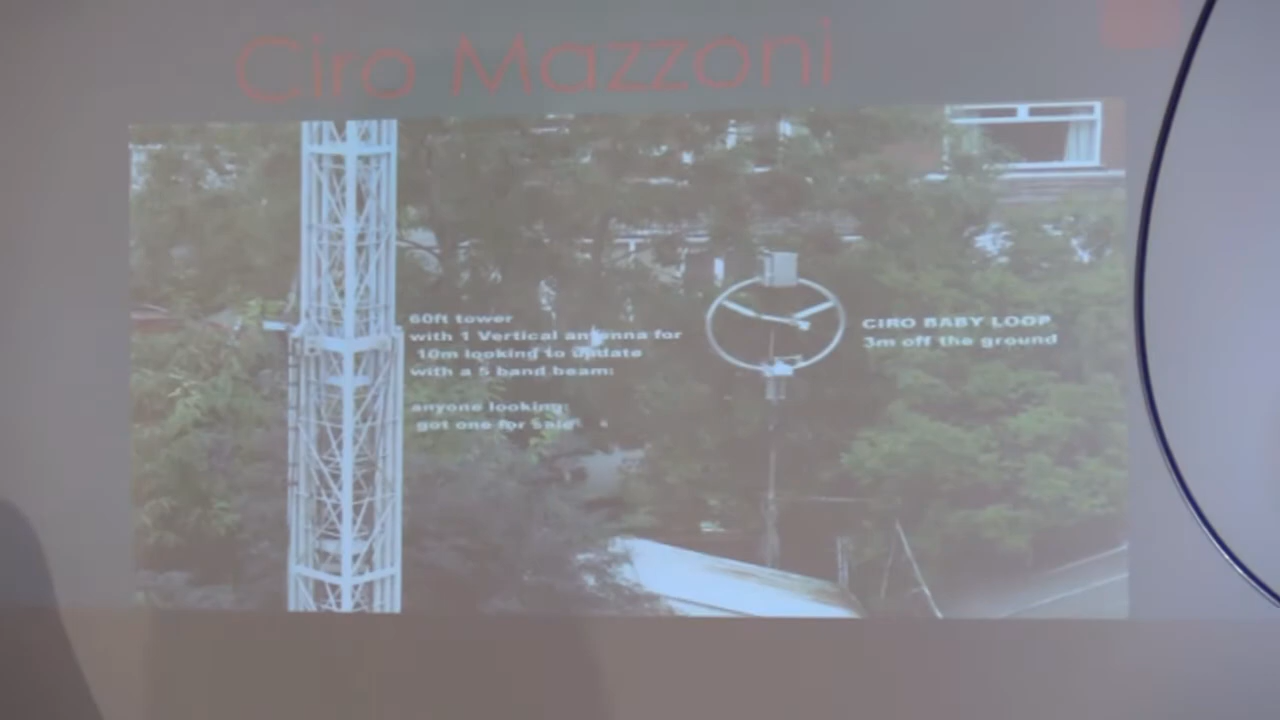 Ciro Mazzoni
60ft tower
with 1 Vertical antenna for
10m looking to update
with a 5 band beam:
anyone looking:
got one for sale
CIRO BABY LOOP
3m off the ground